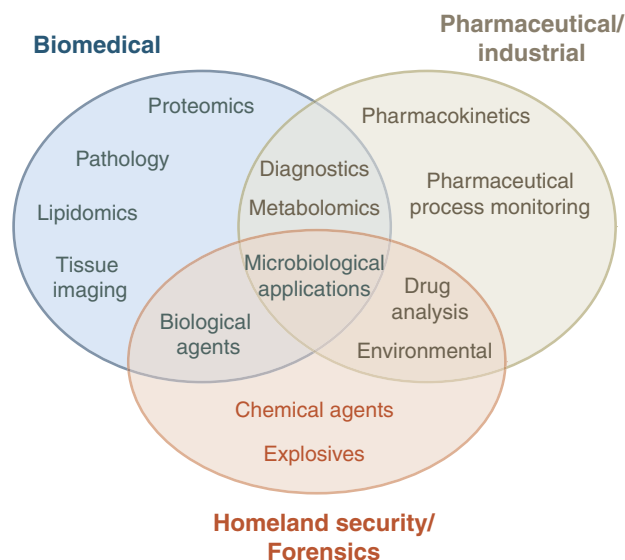 Pharmaceutical/
industrial
Biomedical
Proteomics
Pharmacokinetics
Pathology
Diagnostics
Pharmaceutical
process monitoring
Lipidomics
Metabolomics
Tissue
imaging
Microbiological
applications
Drug
analysis
Biological
agents
Environmental
Chemical agents
Explosives
Homeland security/
Forensics